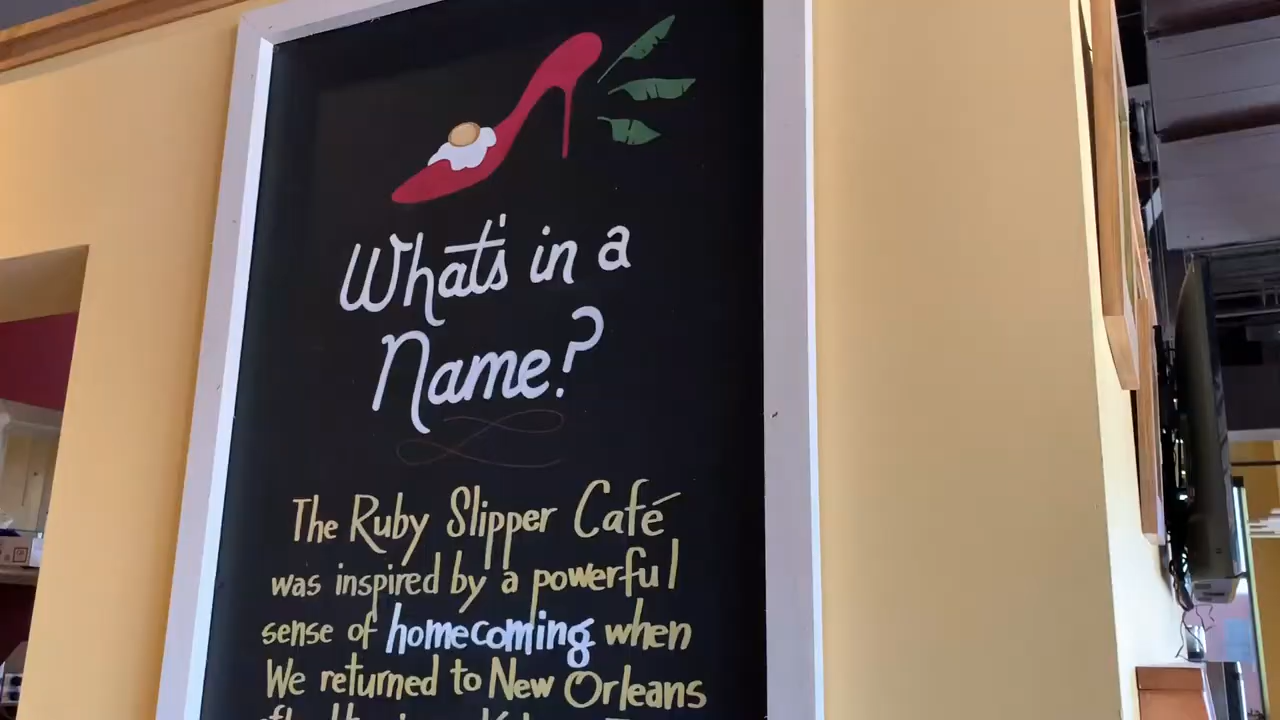 What's in a
Name?
The Ruby Slipper Café
was inspired by a powerful
sense of homecoming when
We returned to New Orleans